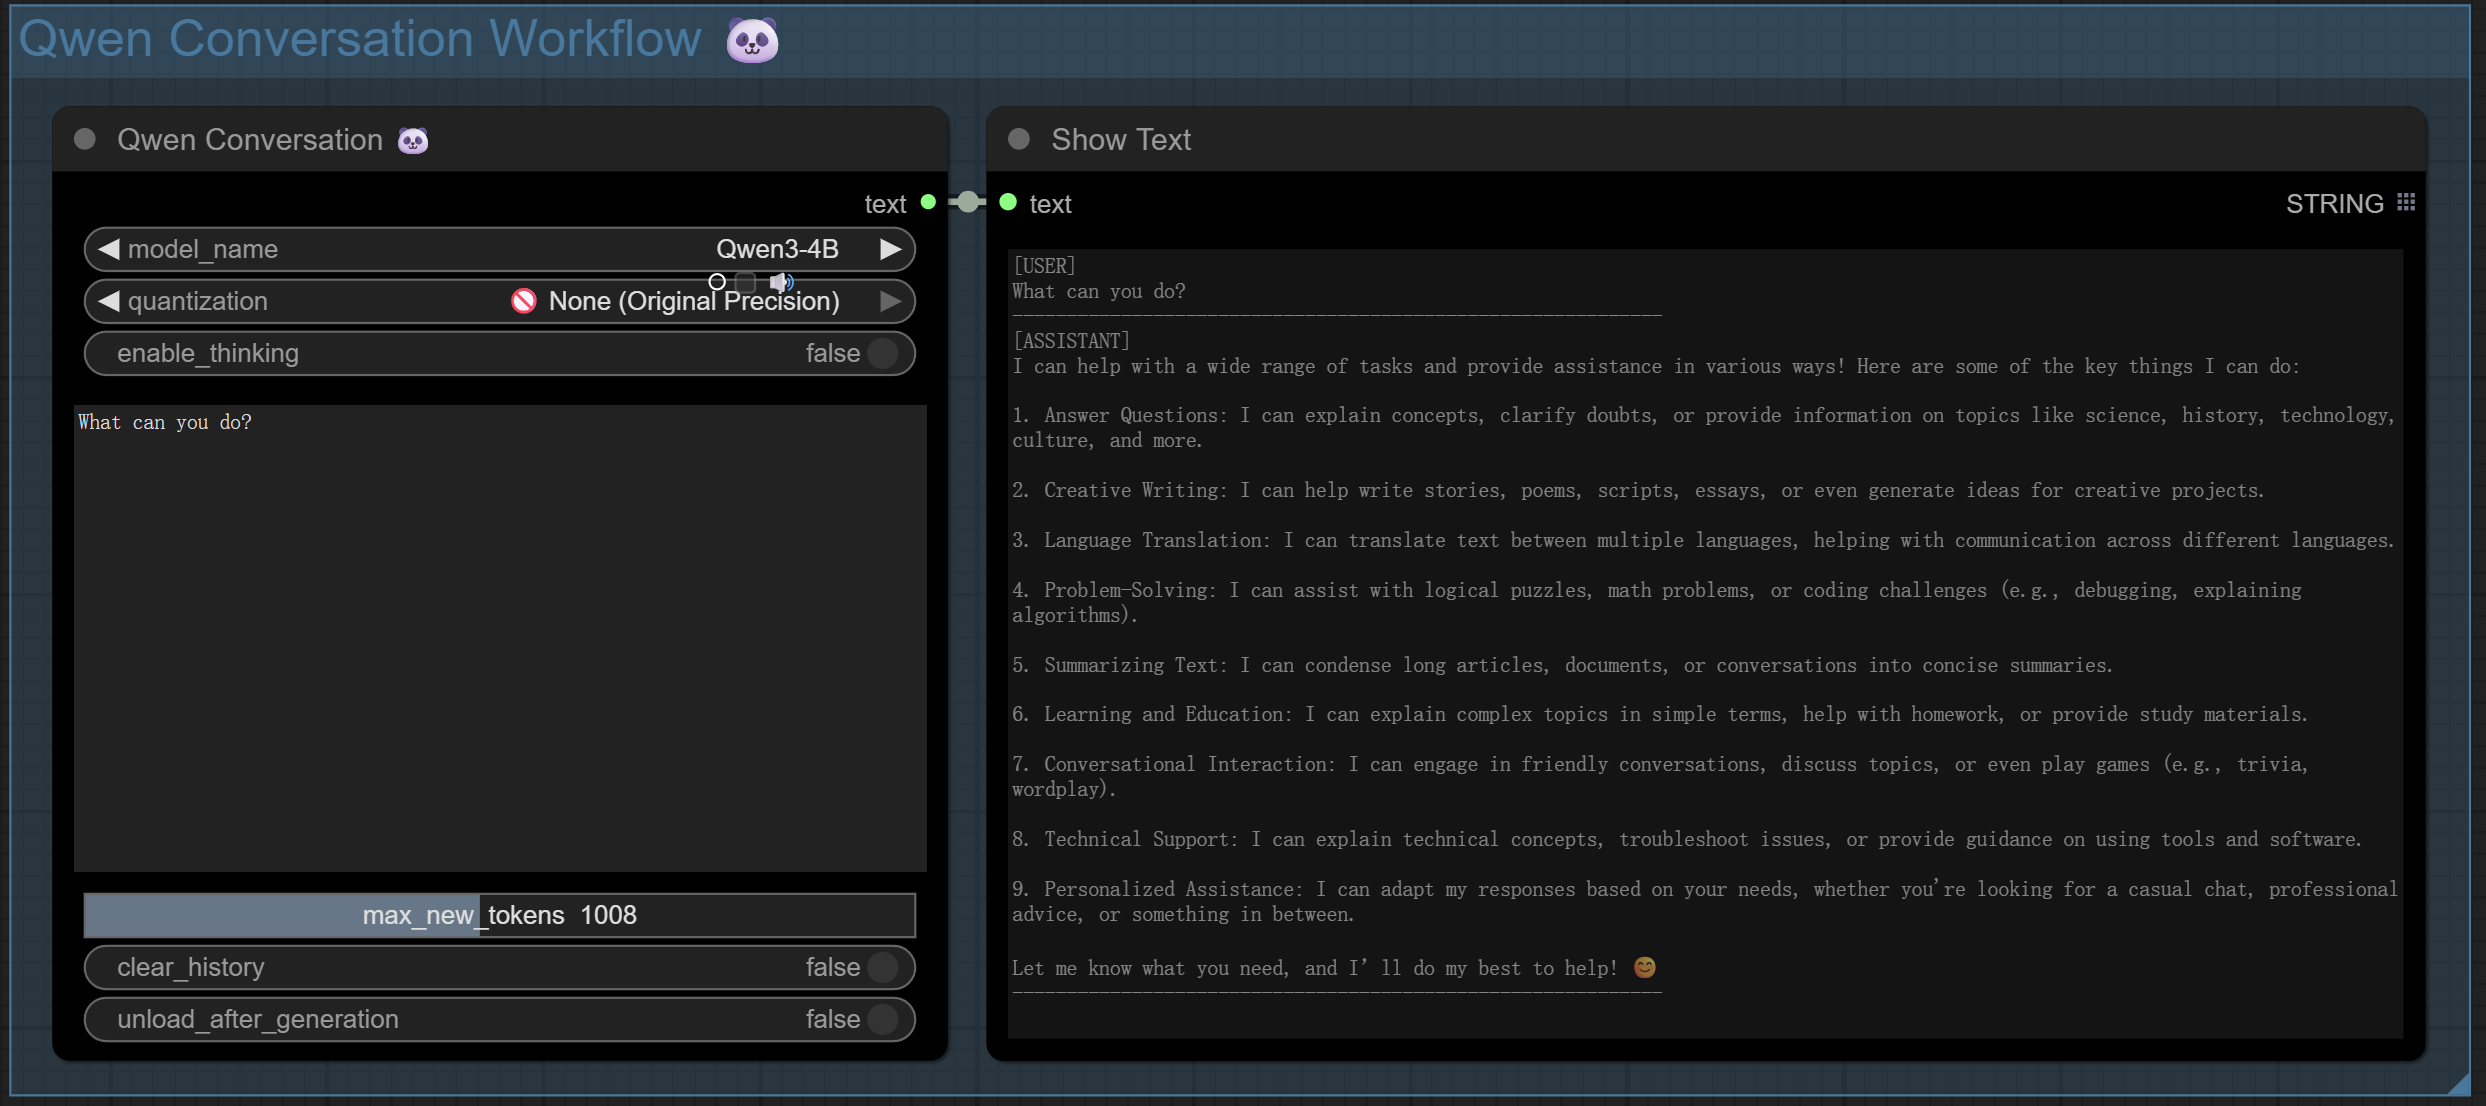 Qwen Conversation Workflow 🐼
Qwen Conversation 🐼
text
model_name Qwen3-4B
quantization 🚫 None (Original Precision)
enable_thinking false
What can you do?
max_new_tokens 1008
clear_history false
unload_after_generation false
Show Text
text STRING
[USER]
What can you do?
------------------------------------------------------------
[ASSISTANT]
I can help with a wide range of tasks and provide assistance in various ways! Here are some of the key things I can do:
1. Answer Questions: I can explain concepts, clarify doubts, or provide information on topics like science, history, technology,
culture, and more.
2. Creative Writing: I can help write stories, poems, scripts, essays, or even generate ideas for creative projects.
3. Language Translation: I can translate text between multiple languages, helping with communication across different languages.
4. Problem-Solving: I can assist with logical puzzles, math problems, or coding challenges (e.g., debugging, explaining
algorithms).
5. Summarizing Text: I can condense long articles, documents, or conversations into concise summaries.
6. Learning and Education: I can explain complex topics in simple terms, help with homework, or provide study materials.
7. Conversational Interaction: I can engage in friendly conversations, discuss topics, or even play games (e.g., trivia,
wordplay).
8. Technical Support: I can explain technical concepts, troubleshoot issues, or provide guidance on using tools and software.
9. Personalized Assistance: I can adapt my responses based on your needs, whether you're looking for a casual chat, professional
advice, or something in between.
Let me know what you need, and I’ll do my best to help! 😊
------------------------------------------------------------